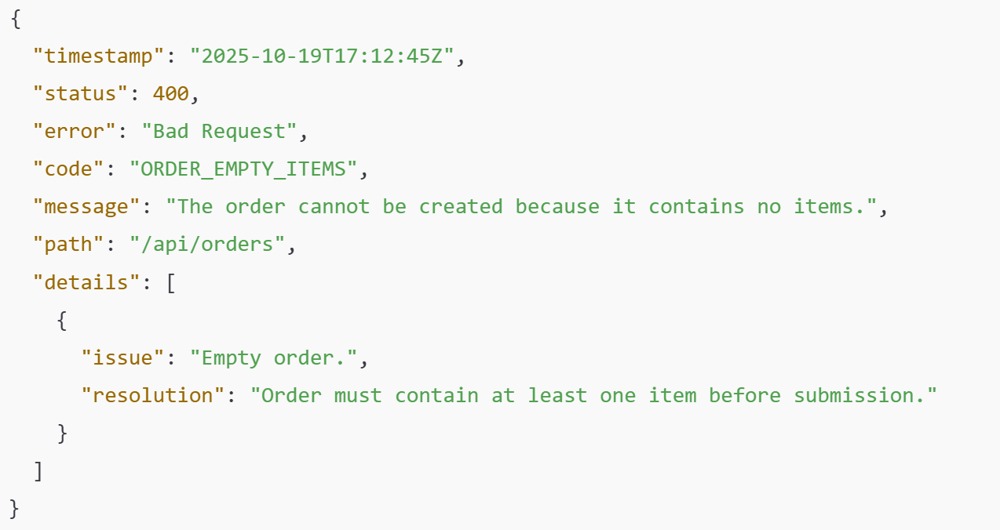 {
  "timestamp": "2025-10-19T17:12:45Z",
  "status": 400,
  "error": "Bad Request",
  "code": "ORDER_EMPTY_ITEMS",
  "message": "The order cannot be created because it contains no items.",
  "path": "/api/orders",
  "details": [
    {
      "issue": "Empty order.",
      "resolution": "Order must contain at least one item before submission."
    }
  ]
}